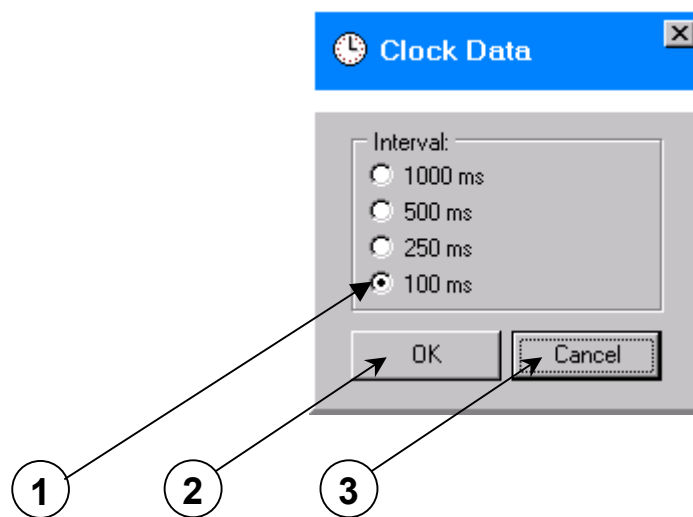 Clock Data
Interval:
1000 ms
500 ms
250 ms
100 ms
OK Cancel
1 2 3